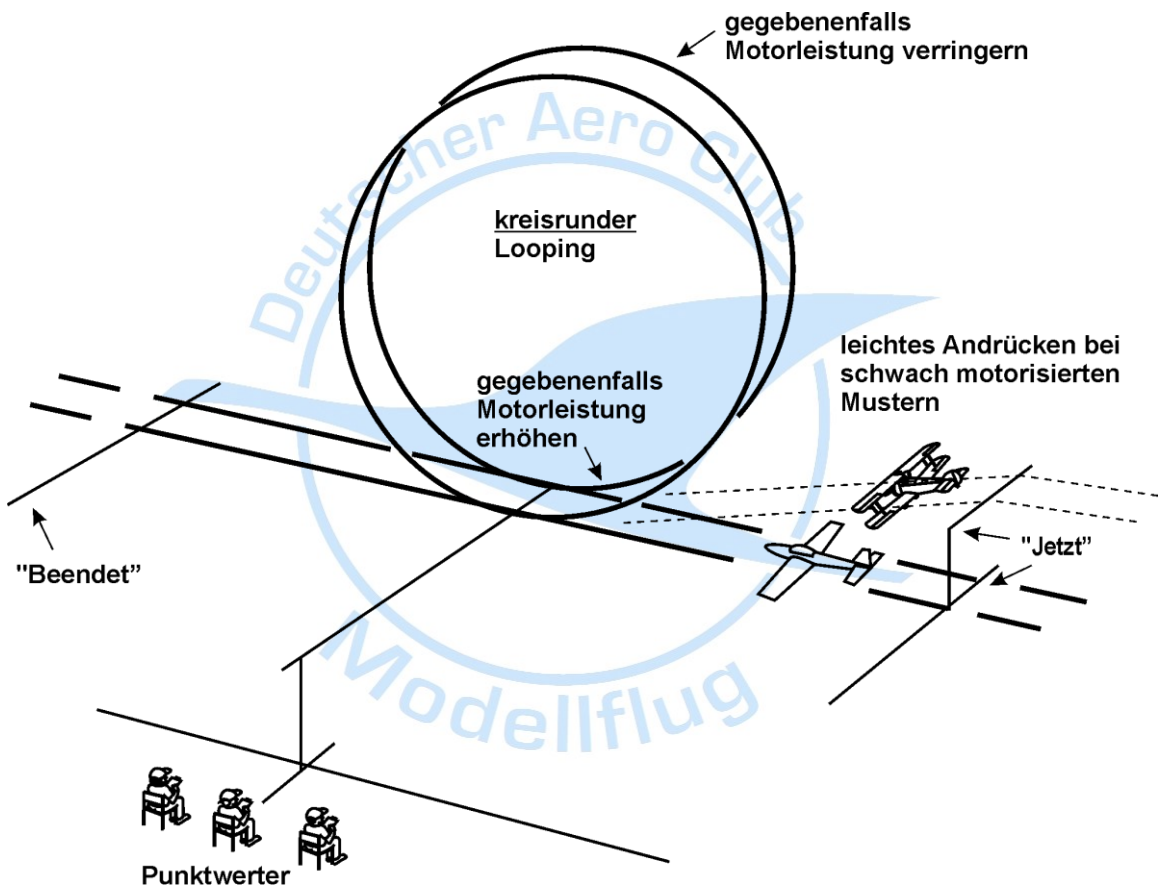 gegebenenfalls
Motorleistung verringern
Deutscher Aero Club
kreisrunder
Looping
leichtes Andrücken bei
schwach motorisierten
Mustern
gegebenenfalls
Motorleistung
erhöhen
"Jetzt”
"Beendet”
Modellflug
Punktwerter